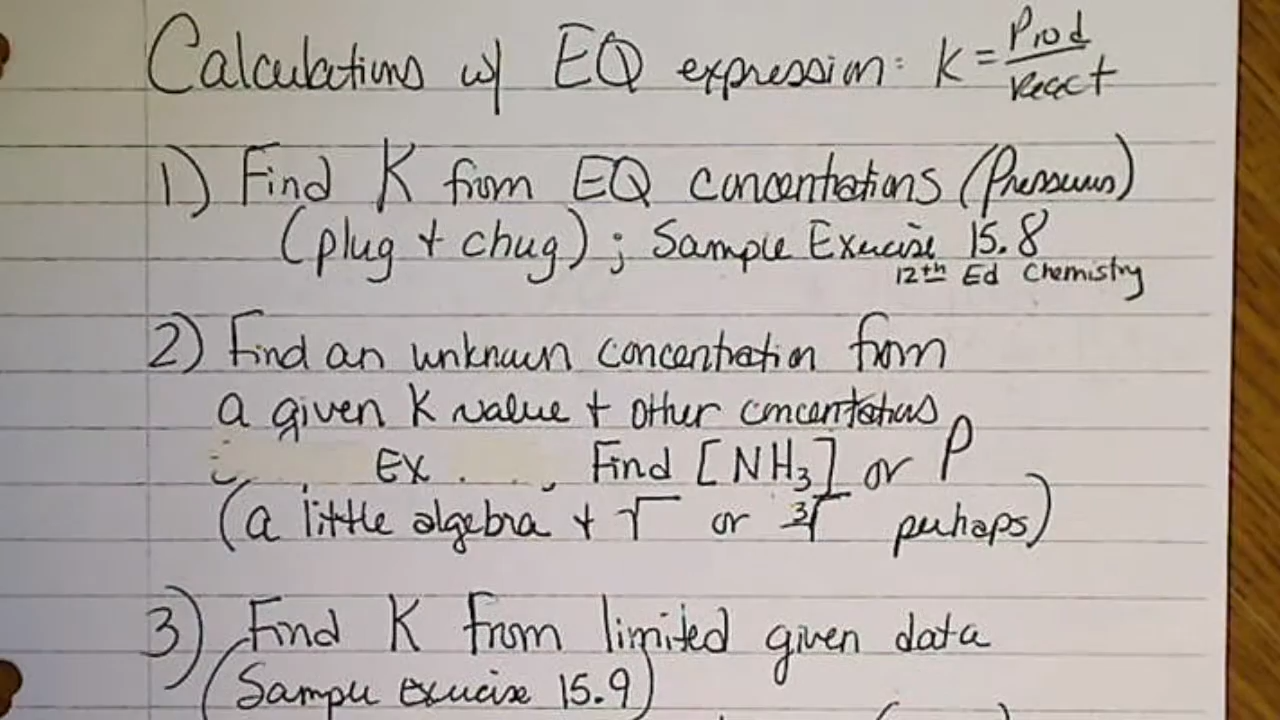 Calculations w/ EQ expression: K = Prod/React
1) Find K from EQ concentrations (Pressures)
(plug + chug) ; Sample Exercise 15.8
12th Ed Chemistry
2) Find an unknown concentration from
a given K value + other concentrations
Ex . . , Find [NH₃] or P
(a little algebra + √ or ∛ perhaps)
3) Find K from limited given data
(Sample exercise 15.9)